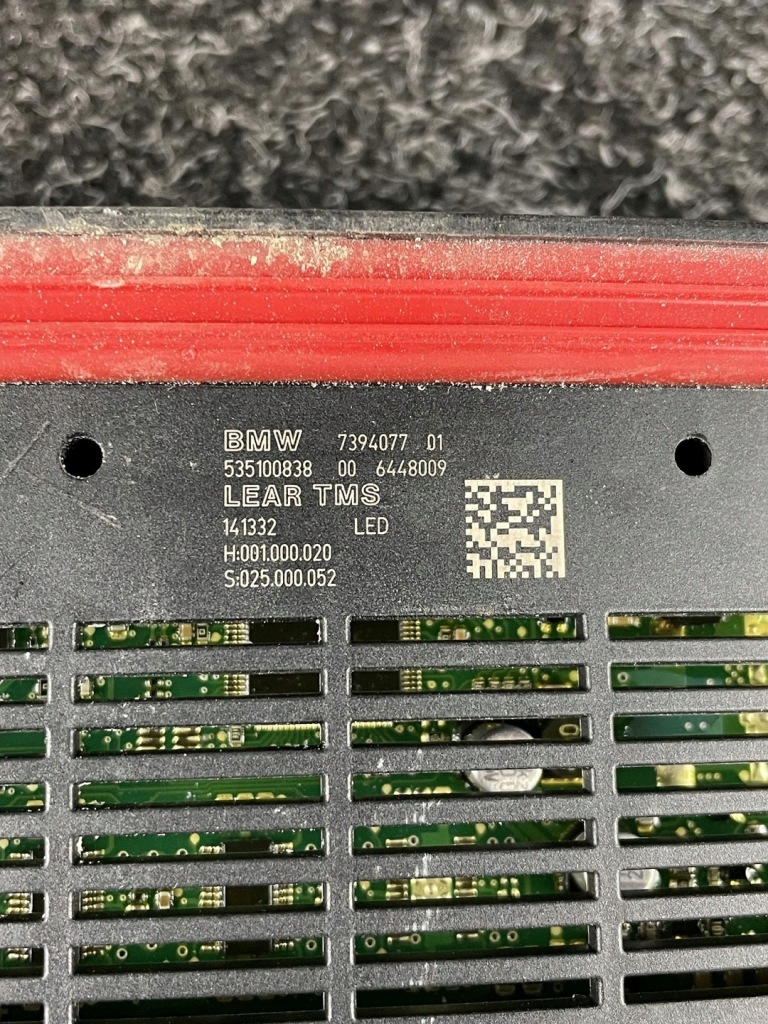 BMW 7394077 01
535100838 00 6448009
LEAR TMS
141332 LED
H:001.000.020
S:025.000.052